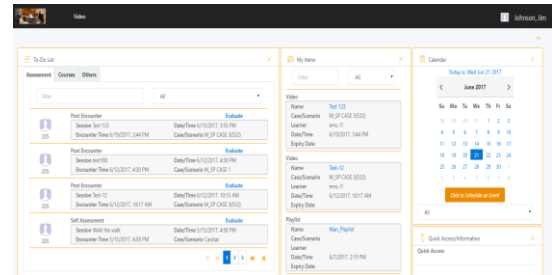 Video
Johnson, Jim
To-Do List
Assessment Courses Others
Filter
All
Post Encounter Evaluate
Session Test 123 Date/Time 6/19/2017, 3:55 PM
Encounter Time 6/19/2017, 3:44 PM Case/Scenario M_SP CASE 3(532)
205
Post Encounter Evaluate
Session test100 Date/Time 6/12/2017, 4:30 PM
Encounter Time 6/12/2017, 4:20 PM Case/Scenario M_SP CASE 1
205
Post Encounter Evaluate
Session Test-12 Date/Time 6/12/2017, 10:15 AM
Encounter Time 6/12/2017, 10:17 AM Case/Scenario M_SP CASE 3(532)
205
Self Assessment Evaluate
Session Walk the walk Date/Time 5/15/2017, 4:58 PM
Encounter Time 5/15/2017, 4:50 PM Case/Scenario Cardiac
205
1 2 3
My Items
Filter
All
Video
Name Test 123
Case/Scenario M_SP CASE 3(532)
Learner
Date/Time 6/19/2017, 3:44 PM
Expiry Date
Video
Name Test-12
Case/Scenario M_SP CASE 3(532)
Learner
Date/Time 6/12/2017, 10:17 AM
Expiry Date
Playlist
Name Man_Playlist
Case/Scenario
Learner
Date/Time 6/7/2017, 2:19 PM
Expiry Date
Calendar
Today is: Wed Jun 21 2017
June 2017
Su Mo Tu We Th Fr Sa
28 29 30 31 1 2 3
4 5 6 7 8 9 10
11 12 13 14 15 16 17
18 19 20 21 22 23 24
25 26 27 28 29 30 1
2 3 4 5 6 7 8
Click to Schedule an Event
All
Quick Access/Information
Quick Access